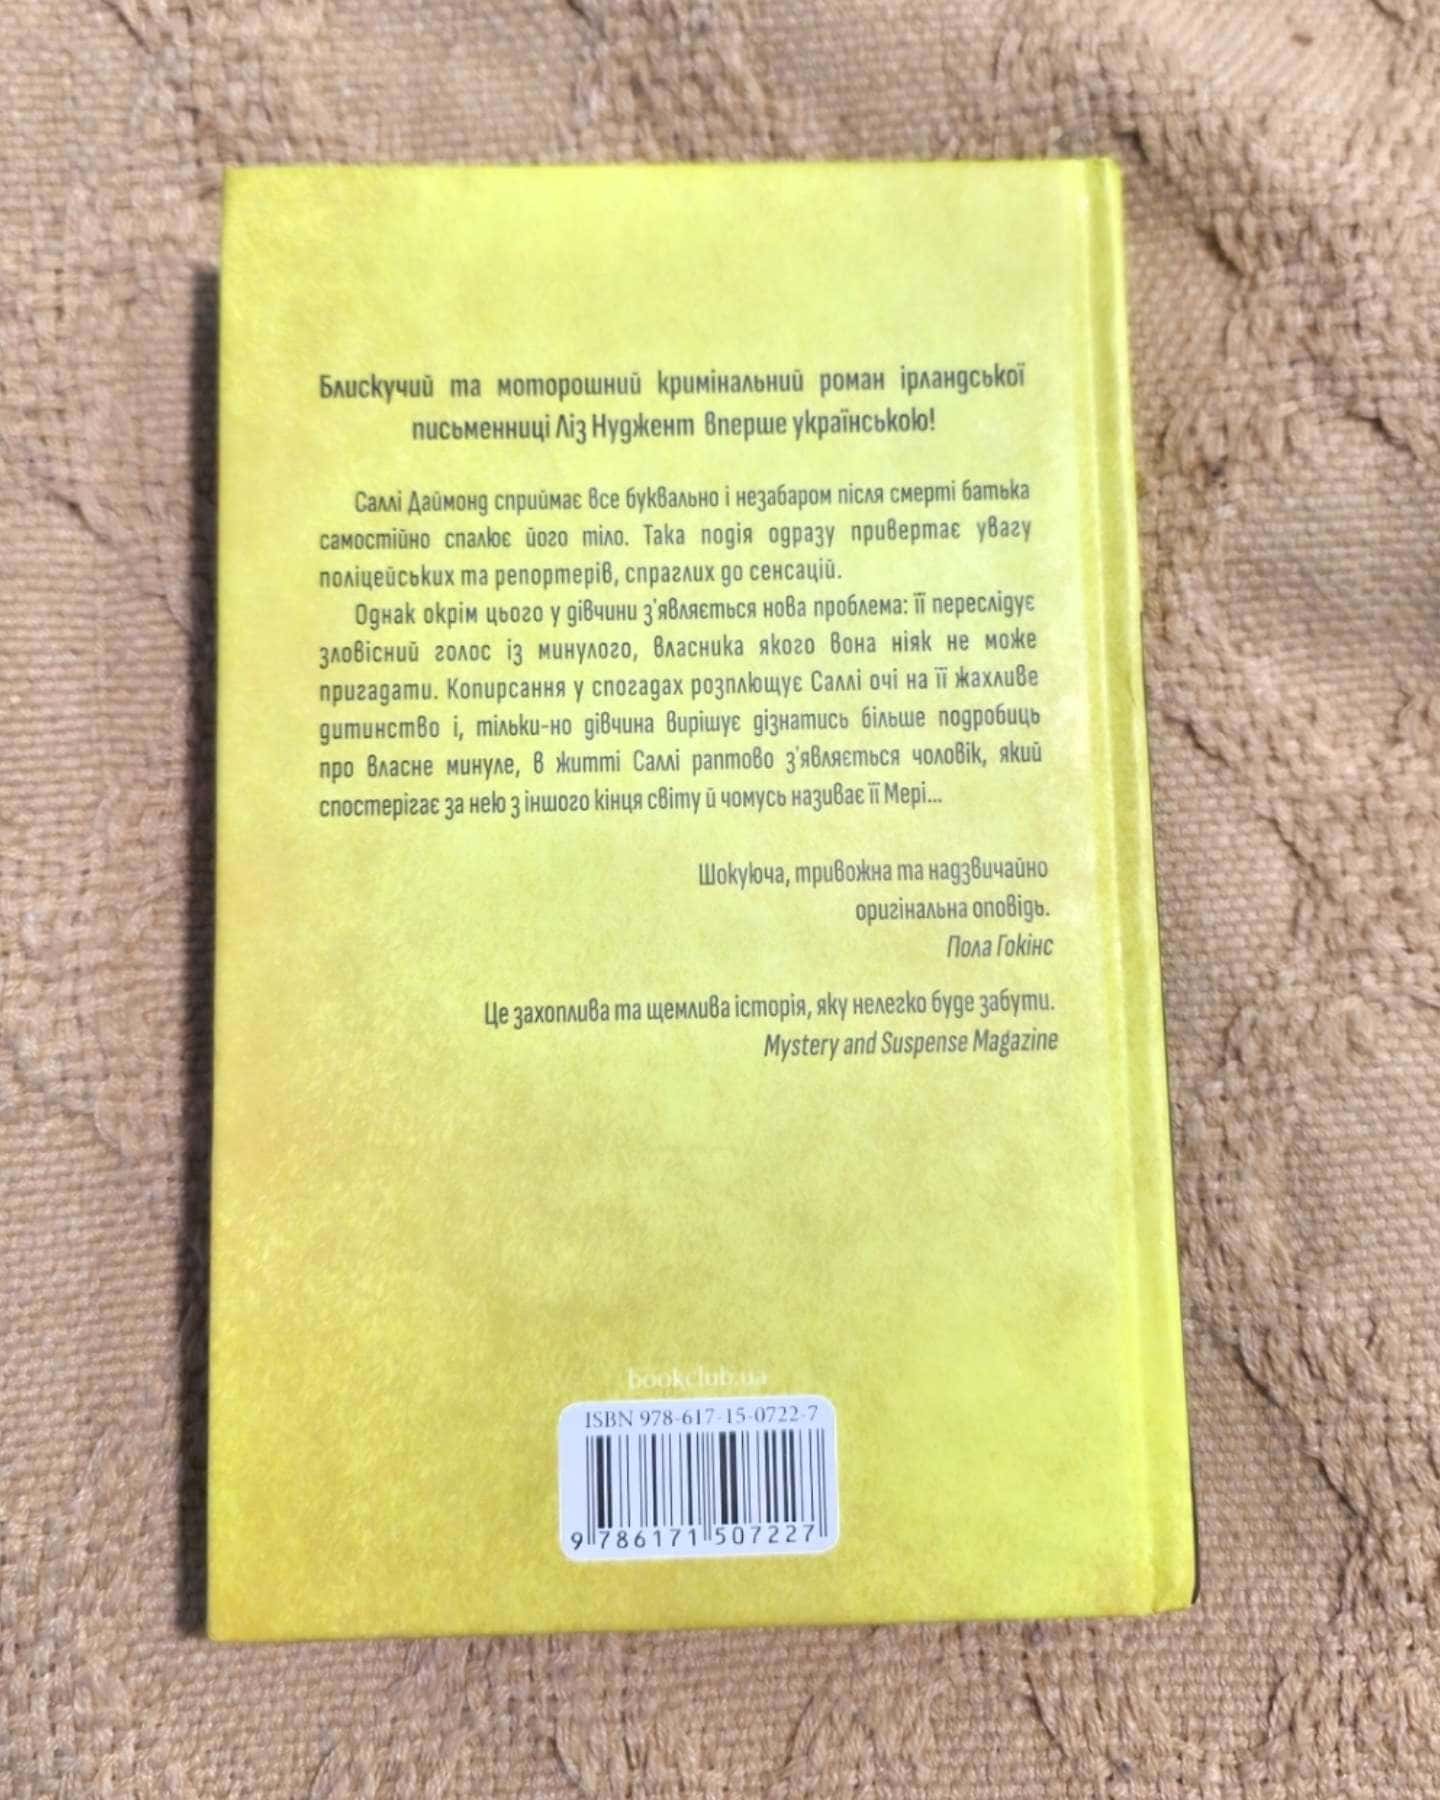 Блискучий та моторошний кримінальний роман ірландської
письменниці Ліз Нуджент вперше українською!
Саллі Даймонд сприймає все буквально і незабаром після смерті батька
самостійно спалює його тіло. Така подія одразу привертає увагу
поліцейських та репортерів, спраглих до сенсацій.
Однак окрім цього у дівчини з'являється нова проблема: її переслідує
зловісний голос із минулого, власника якого вона ніяк не може
пригадати. Копирсання у спогадах розплющує Саллі очі на її жахливе
дитинство і, тільки-но дівчина вирішує дізнатись більше подробиць
про власне минуле, в житті Саллі раптово з'являється чоловік, який
спостерігає за нею з іншого кінця світу й чомусь називає її Мері...
Шокуюча, тривожна та надзвичайно
оригінальна оповідь.
Пола Гокінс
Це захоплива та щемлива історія, яку нелегко буде забути.
Mystery and Suspense Magazine
bookclub.ua
ISBN 978-617-15-0722-7
9 786171 507227